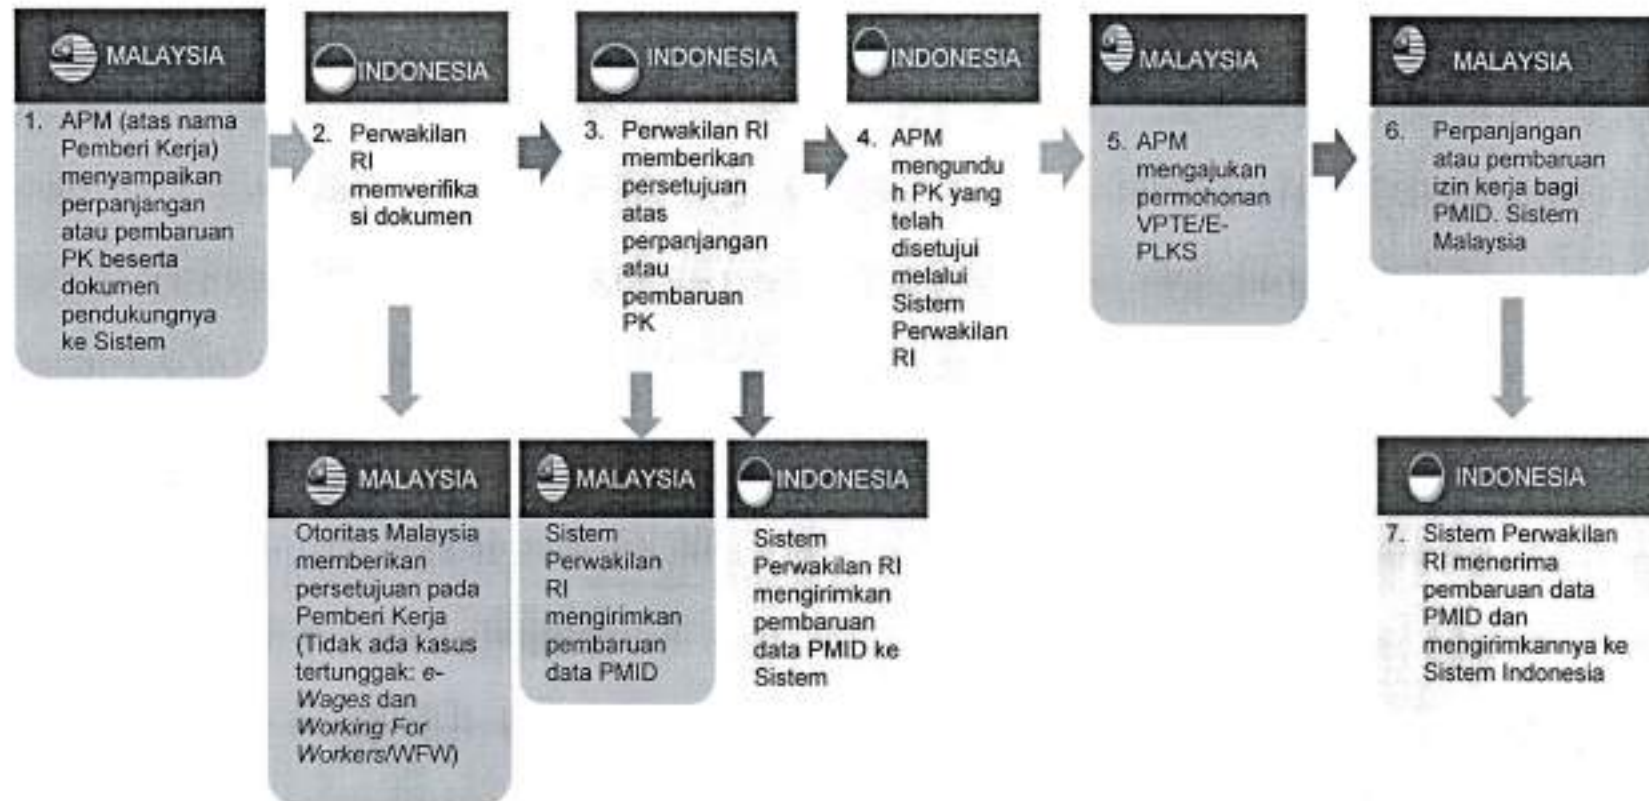 MALAYSIA
1. APM (atas nama
Pemberi Kerja)
menyampaikan
perpanjangan
atau pembaruan
PK beserta
dokumen
pendukungnya
ke Sistem
INDONESIA
2. Perwakilan
RI
memverifika
si dokumen
INDONESIA
3. Perwakilan RI
memberikan
persetujuan
atas
perpanjangan
atau
pembaruan
PK
INDONESIA
4. APM
mengundu
h PK yang
telah
disetujui
melalui
Sistem
Perwakilan
RI
MALAYSIA
5. APM
mengajukan
permohonan
VPTE/E-
PLKS
MALAYSIA
6. Perpanjangan
atau pembaruan
izin kerja bagi
PMID. Sistem
Malaysia
MALAYSIA
Otoritas Malaysia
memberikan
persetujuan pada
Pemberi Kerja
(Tidak ada kasus
tertunggak: e-
Wages dan
Working For
Workers/WFW)
MALAYSIA
Sistem
Perwakilan
RI
mengirimkan
pembaruan
data PMID
INDONESIA
Sistem
Perwakilan RI
mengirimkan
pembaruan
data PMID ke
Sistem
INDONESIA
7. Sistem Perwakilan
RI menerima
pembaruan data
PMID dan
mengirimkannya ke
Sistem Indonesia